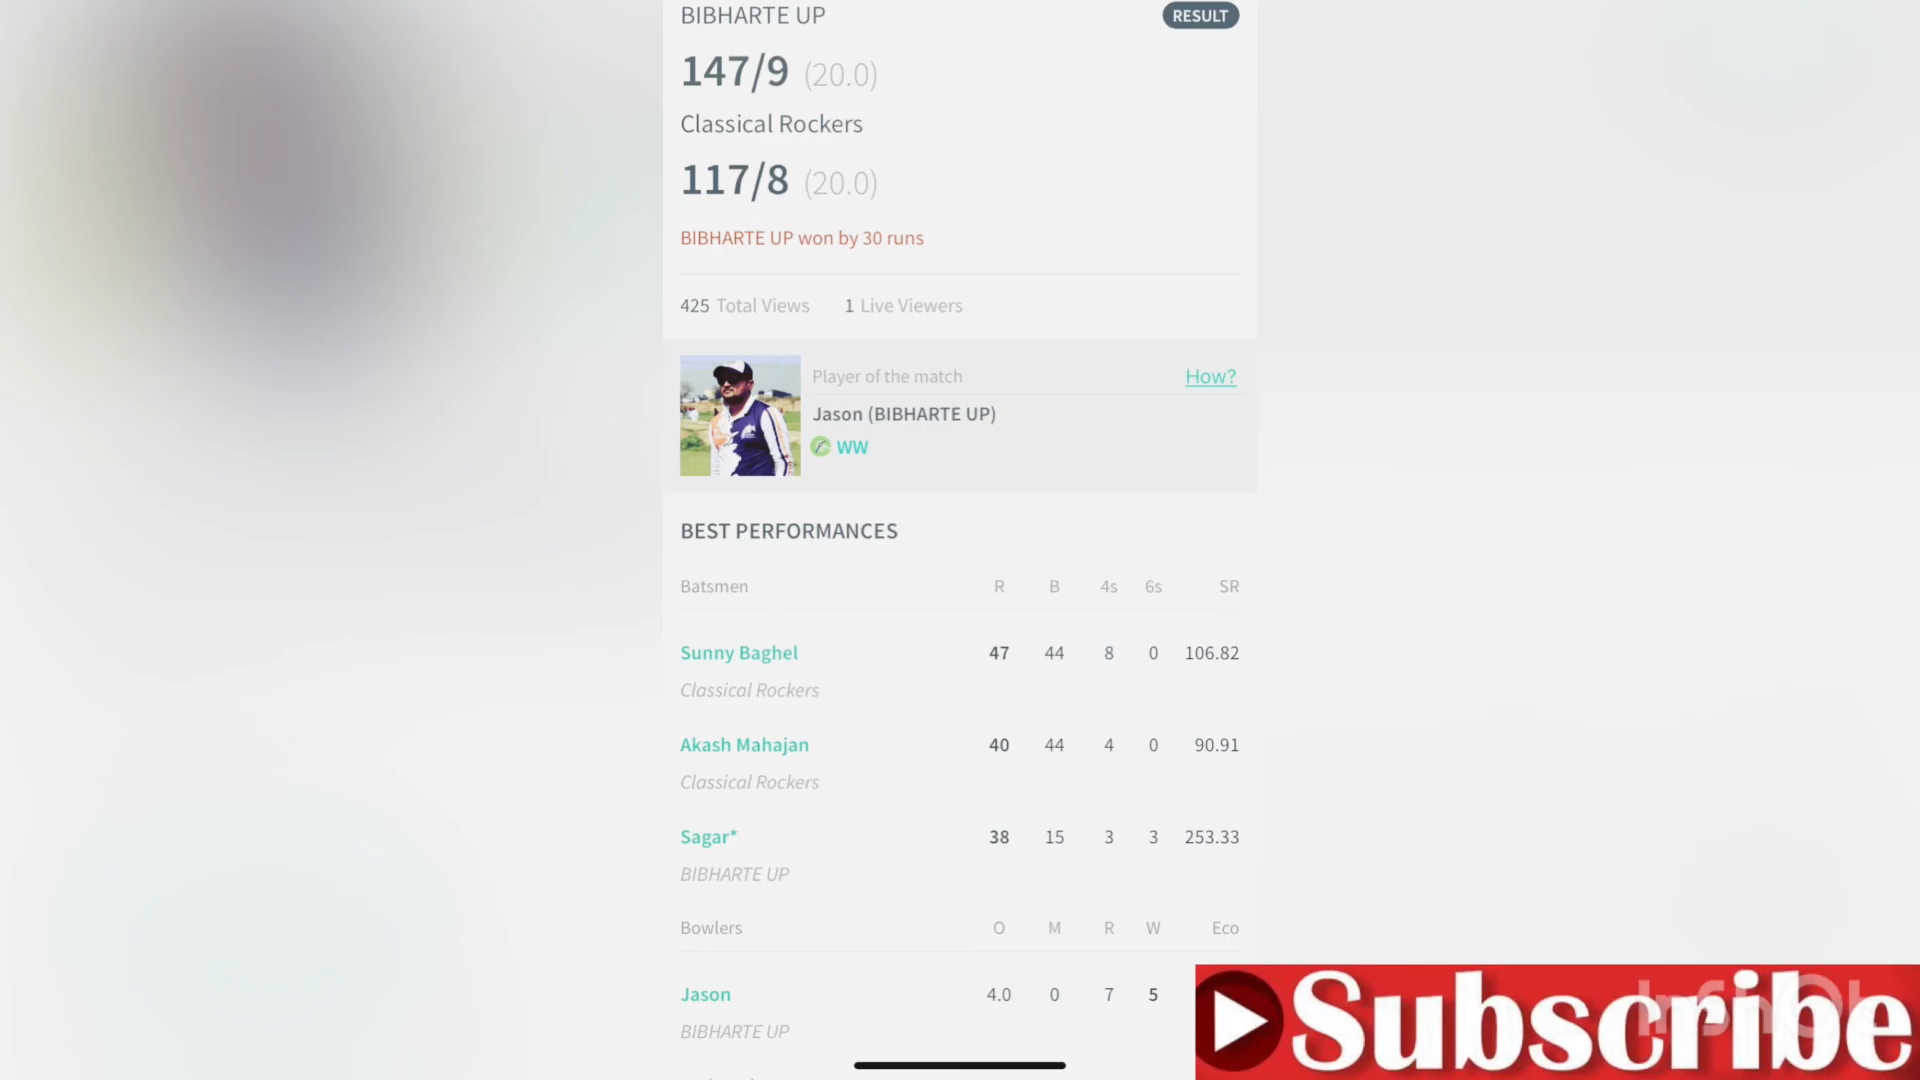 BIBHARTE UP RESULT
147/9 (20.0)
Classical Rockers
117/8 (20.0)
BIBHARTE UP won by 30 runs
425 Total Views 1 Live Viewers
Player of the match How?
Jason (BIBHARTE UP)
WW
BEST PERFORMANCES
Batsmen R B 4s 6s SR
Sunny Baghel 47 44 8 0 106.82
Classical Rockers
Akash Mahajan 40 44 4 0 90.91
Classical Rockers
Sagar* 38 15 3 3 253.33
BIBHARTE UP
Bowlers O M R W Eco
Jason 4.0 0 7 5
BIBHARTE UP
Subscribe
InShOt